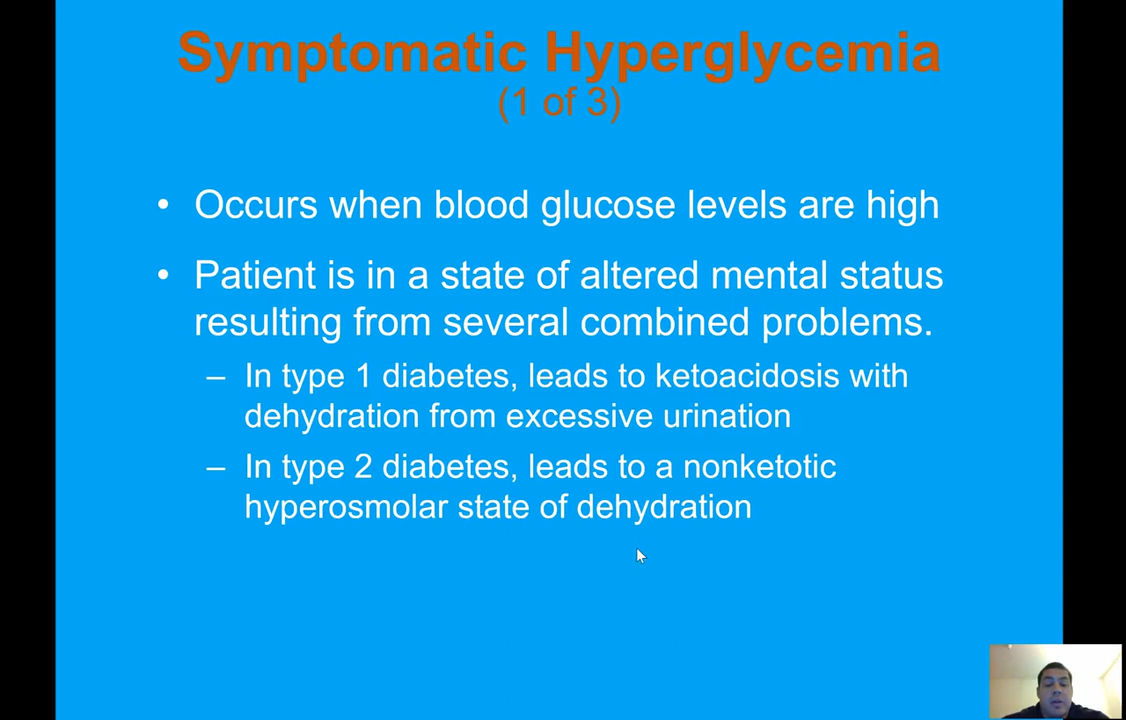 Symptomatic Hyperglycemia
(1 of 3)
• Occurs when blood glucose levels are high
• Patient is in a state of altered mental status
resulting from several combined problems.
– In type 1 diabetes, leads to ketoacidosis with
dehydration from excessive urination
– In type 2 diabetes, leads to a nonketotic
hyperosmolar state of dehydration